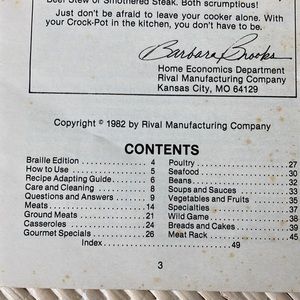 Beef Stew or Smothered Steak. Both scrumptious!
Just don't be afraid to leave your cooker alone. With
your Crock-Pot in the kitchen, you don't have to be.
Barbara Brooks
Home Economics Department
Rival Manufacturing Company
Kansas City, MO 64129
Copyright © 1982 by Rival Manufacturing Company
CONTENTS
Braille Edition ........ 4
How to Use ........ 5
Recipe Adapting Guide ........ 6
Care and Cleaning ........ 8
Questions and Answers ........ 9
Meats ........ 14
Ground Meats ........ 21
Casseroles ........ 24
Gourmet Specials ........ 26
Poultry ........ 27
Seafood ........ 30
Beans ........ 32
Soups and Sauces ........ 33
Vegetables and Fruits ........ 35
Specialties ........ 37
Wild Game ........ 38
Breads and Cakes ........ 39
Meat Rack ........ 45
Index ........ 49
3